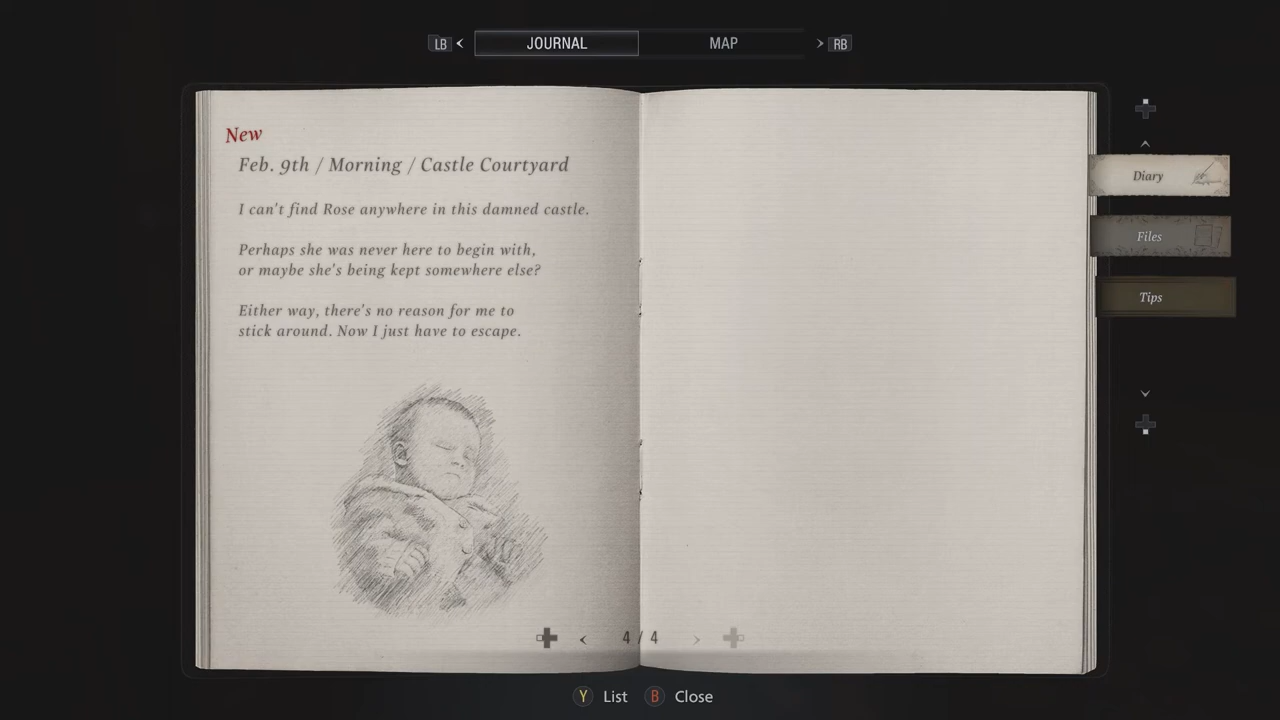 LB
JOURNAL
MAP
RB
New
Feb. 9th / Morning / Castle Courtyard
I can't find Rose anywhere in this damned castle.
Perhaps she was never here to begin with,
or maybe she's being kept somewhere else?
Either way, there's no reason for me to
stick around. Now I just have to escape.
4 / 4
Diary
Files
Tips
Y List B Close